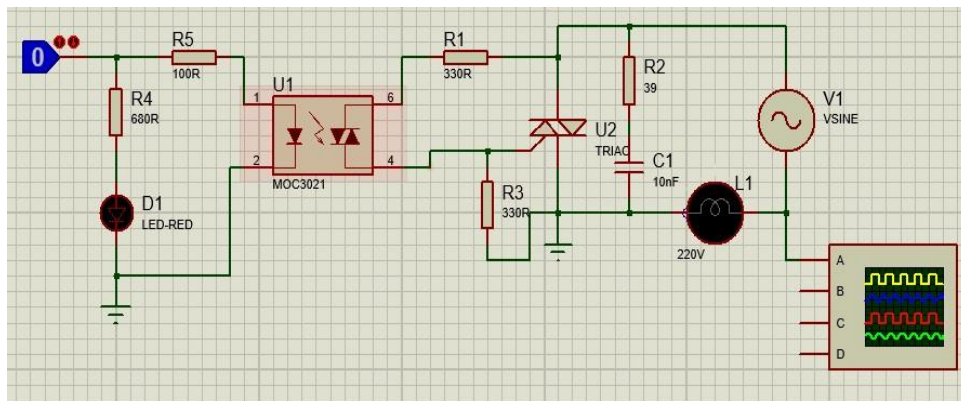 0
R5
100R
R4
680R
D1
LED-RED
U1
1
2
6
4
MOC3021
R1
330R
R3
330R
U2
TRIAC
R2
39
C1
10nF
L1
220V
V1
VSINE
A
B
C
D